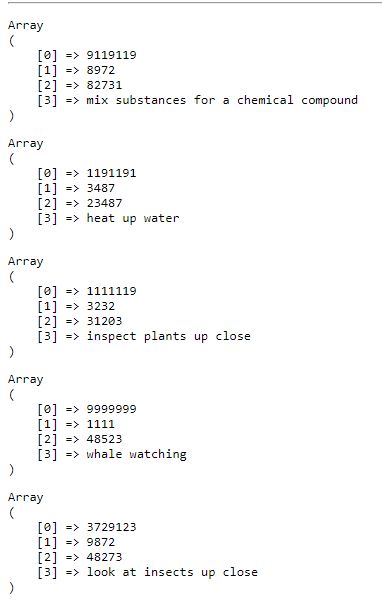 Array
(
    [0] => 9119119
    [1] => 8972
    [2] => 82731
    [3] => mix substances for a chemical compound
)
Array
(
    [0] => 1191191
    [1] => 3487
    [2] => 23487
    [3] => heat up water
)
Array
(
    [0] => 1111119
    [1] => 3232
    [2] => 31203
    [3] => inspect plants up close
)
Array
(
    [0] => 9999999
    [1] => 1111
    [2] => 48523
    [3] => whale watching
)
Array
(
    [0] => 3729123
    [1] => 9872
    [2] => 48273
    [3] => look at insects up close
)